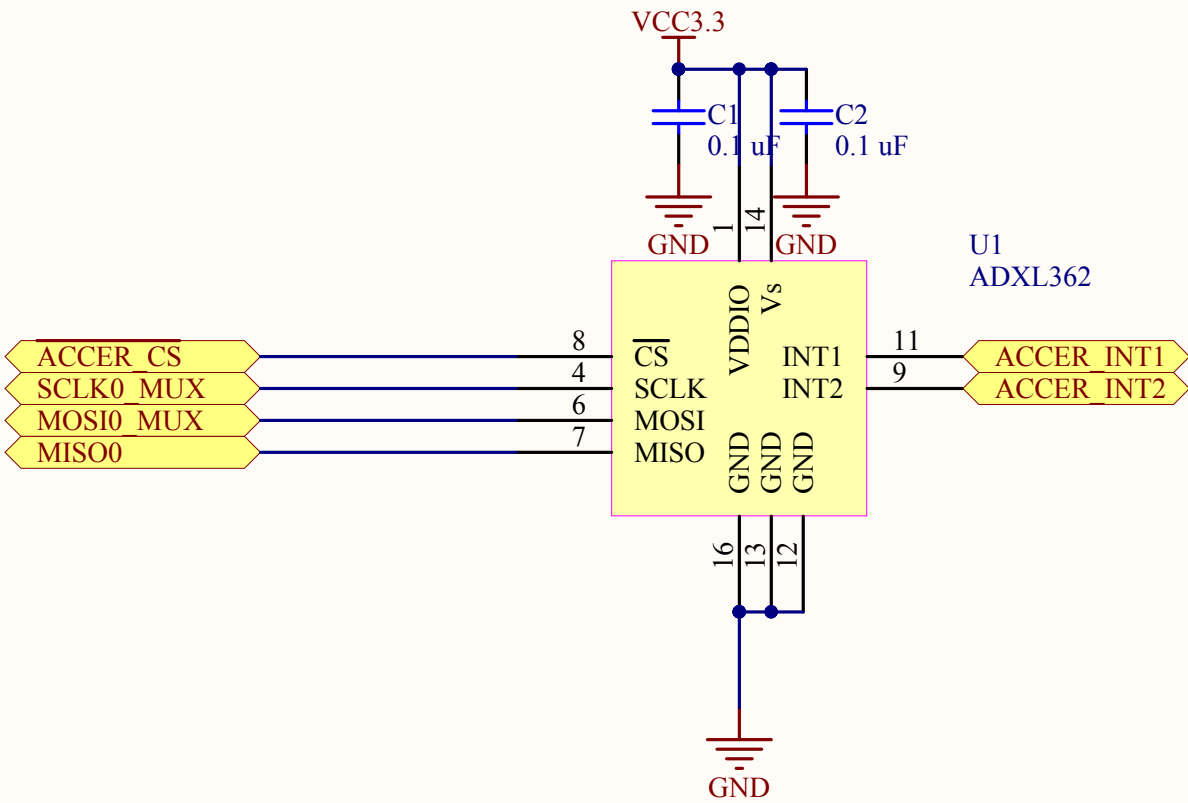 VCC3.3
C1
0.1 uF
C2
0.1 uF
GND
GND
1
14
U1
ADXL362
VDDIO
Vs
ACCER_CS
8
CS
INT1
11
ACCER_INT1
SCLK0_MUX
4
SCLK
INT2
9
ACCER_INT2
MOSI0_MUX
6
MOSI
MISO0
7
MISO
GND
GND
GND
16
13
12
GND